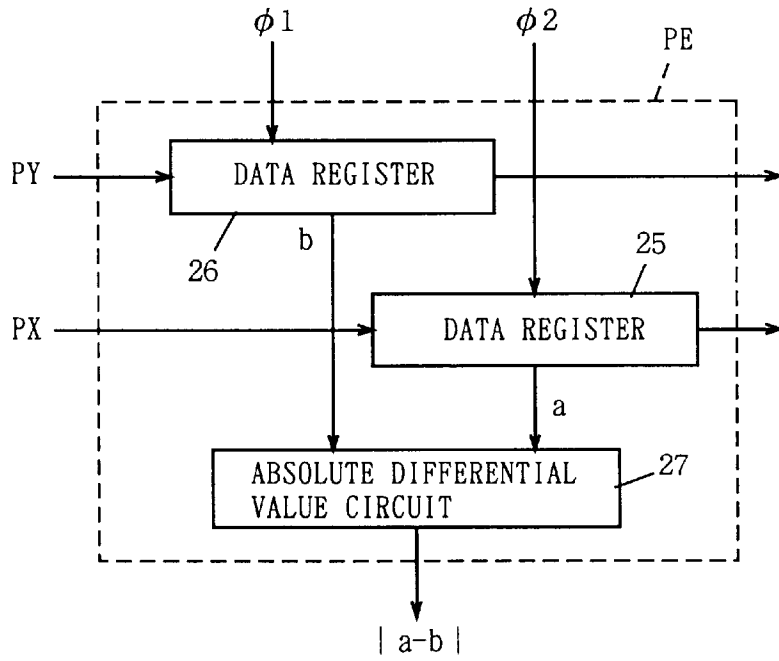 φ1
φ2
PE
PY
DATA REGISTER
26
b
25
PX
DATA REGISTER
a
ABSOLUTE DIFFERENTIAL
VALUE CIRCUIT
27
| a-b |